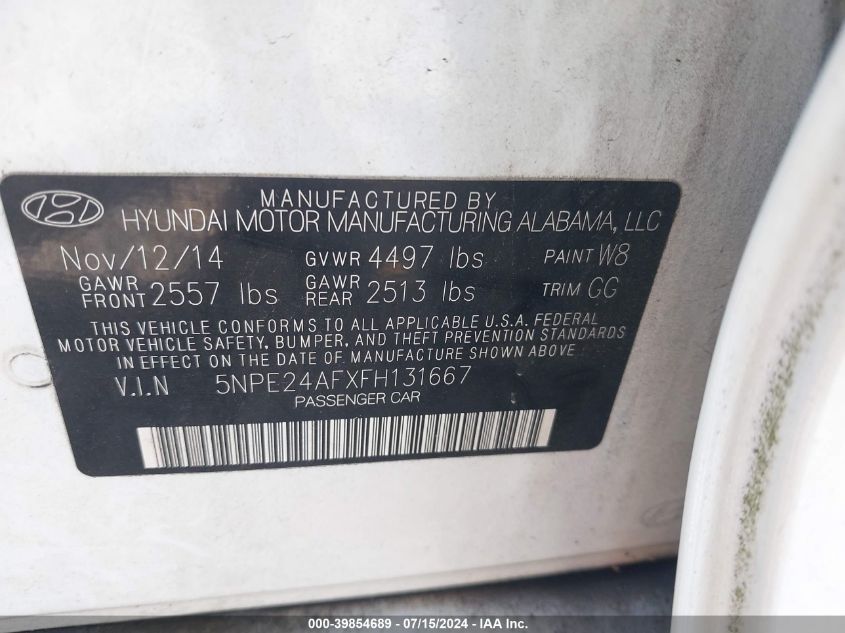 MANUFACTURED BY
HYUNDAI MOTOR MANUFACTURING ALABAMA, LLC
Nov/12/14 GVWR 4497 lbs PAINT W8
GAWR FRONT 2557 lbs GAWR REAR 2513 lbs TRIM GG
THIS VEHICLE CONFORMS TO ALL APPLICABLE U.S.A. FEDERAL
MOTOR VEHICLE SAFETY, BUMPER, AND THEFT PREVENTION STANDARDS
IN EFFECT ON THE DATE OF MANUFACTURE SHOWN ABOVE.
V.I.N 5NPE24AFXFH131667
PASSENGER CAR
000-39854689 - 07/15/2024 - IAA Inc.